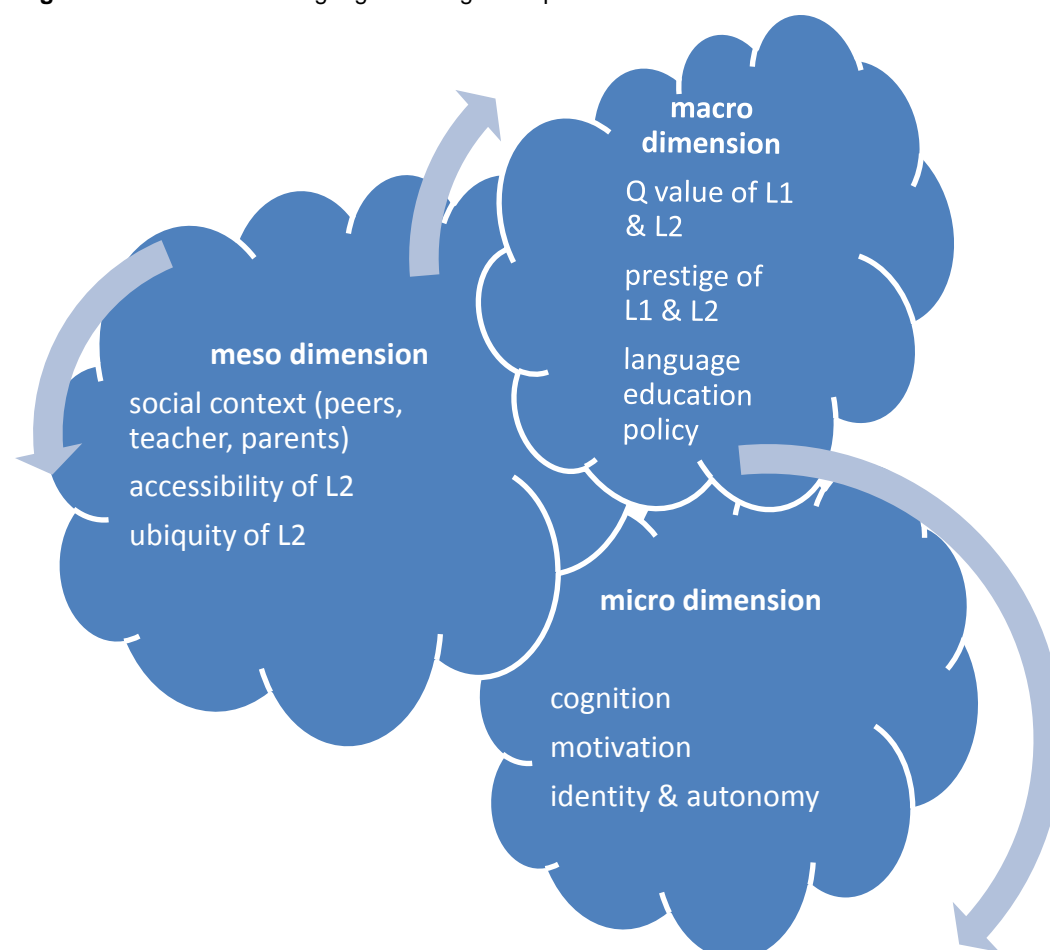 macro
dimension
Q value of L1
& L2
prestige of
L1 & L2
language
education
policy
meso dimension
social context (peers,
teacher, parents)
accessibility of L2
ubiquity of L2
micro dimension
cognition
motivation
identity & autonomy